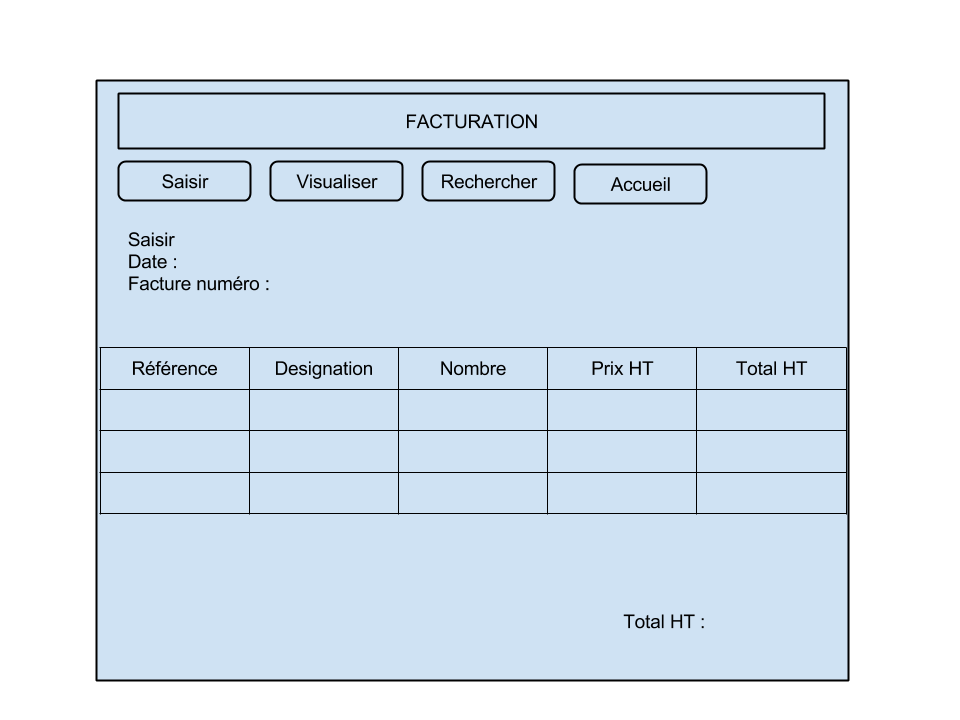 FACTURATION
Saisir Visualiser Rechercher Accueil
Saisir
Date :
Facture numéro :
Référence Designation Nombre Prix HT Total HT
Total HT :